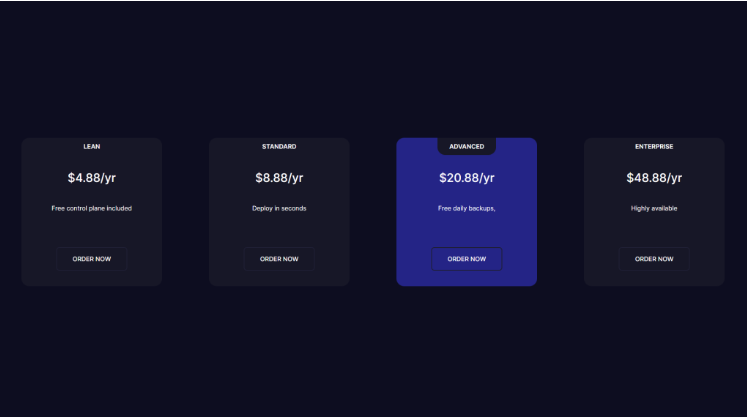 LEAN
$4.88/yr
Free control plane included
ORDER NOW
STANDARD
$8.88/yr
Deploy in seconds
ORDER NOW
ADVANCED
$20.88/yr
Free daily backups,
ORDER NOW
ENTERPRISE
$48.88/yr
Highly available
ORDER NOW